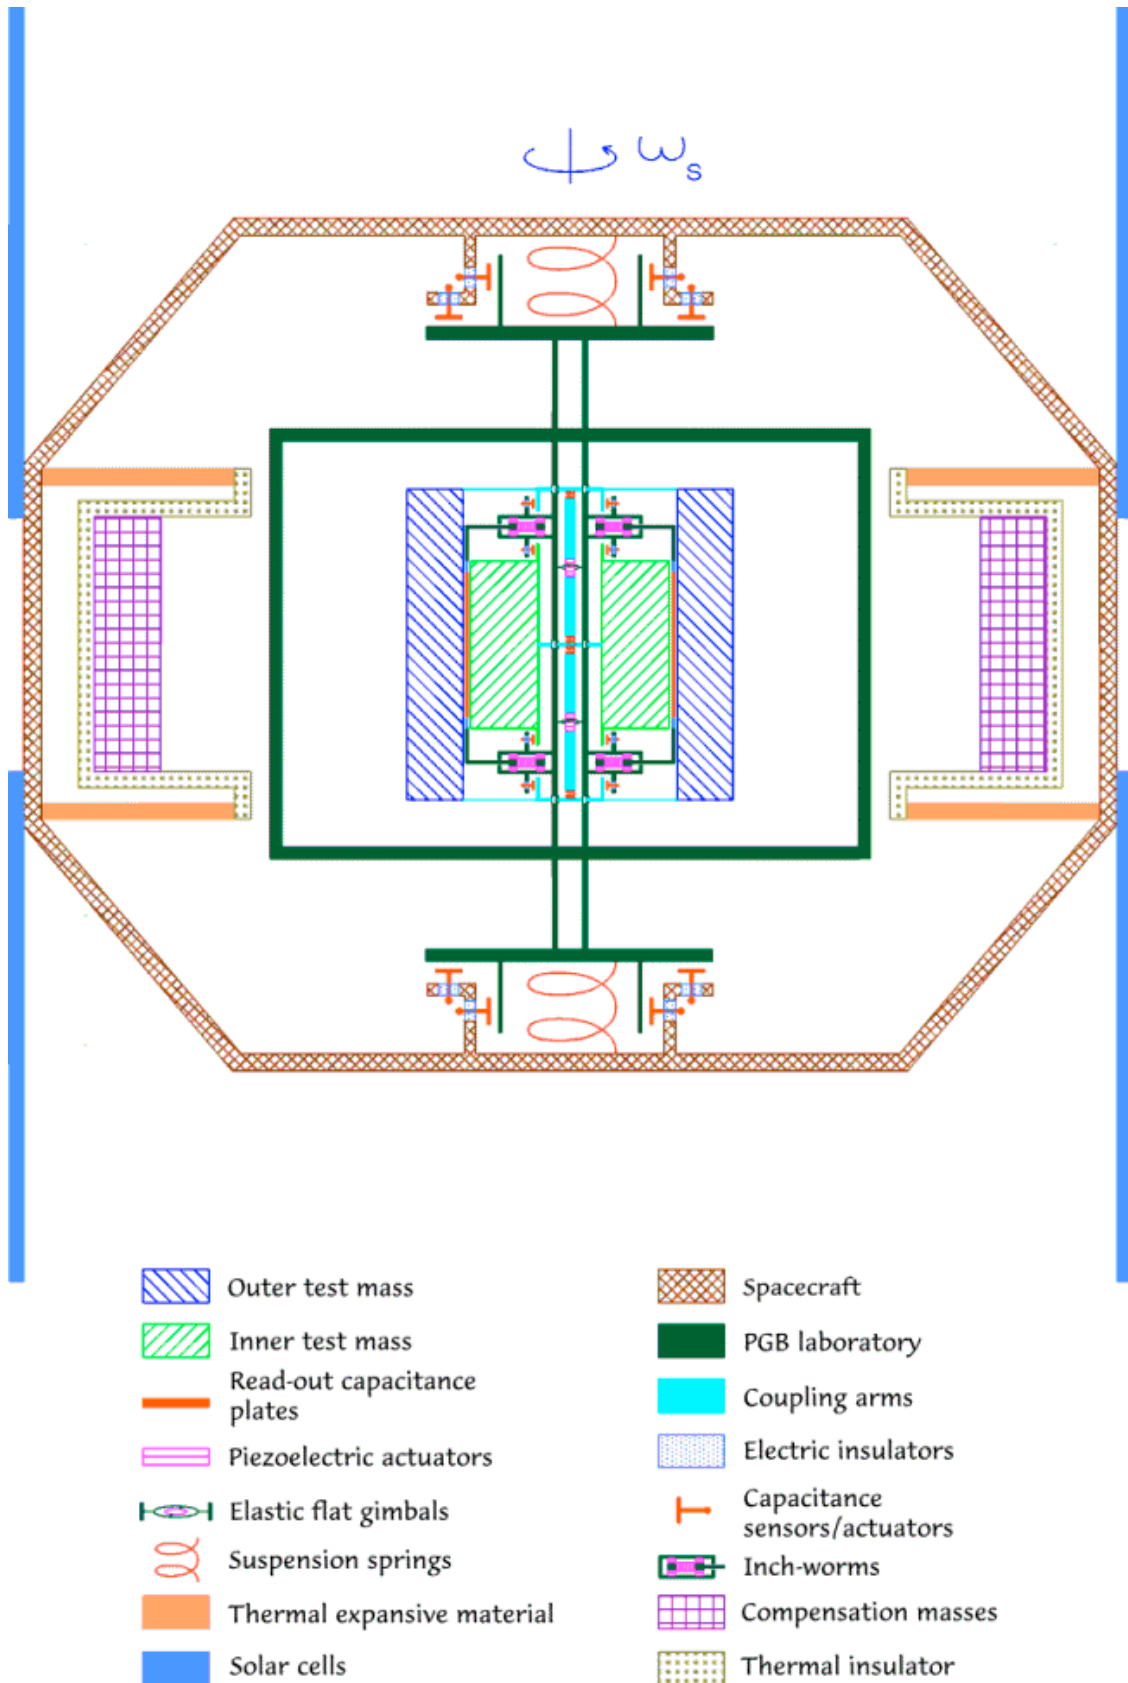 ωs
Outer test mass
Inner test mass
Read-out capacitance
plates
Piezoelectric actuators
Elastic flat gimbals
Suspension springs
Thermal expansive material
Solar cells
Spacecraft
PGB laboratory
Coupling arms
Electric insulators
Capacitance
sensors/actuators
Inch-worms
Compensation masses
Thermal insulator